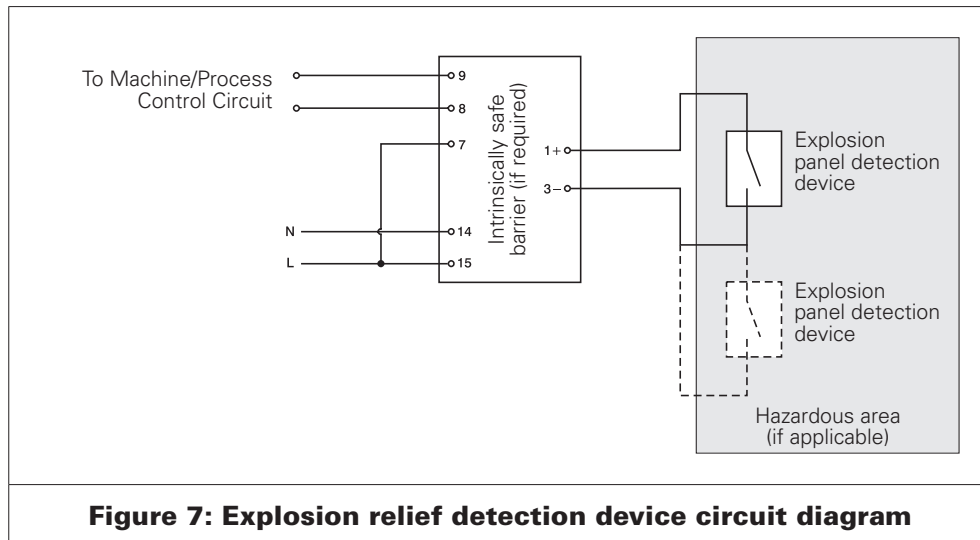 To Machine/Process
Control Circuit
9
8
7
N
14
L
15
Intrinsically safe
barrier (if required)
1+
3−
Explosion
panel detection
device
Explosion
panel detection
device
Hazardous area
(if applicable)
Figure 7: Explosion relief detection device circuit diagram